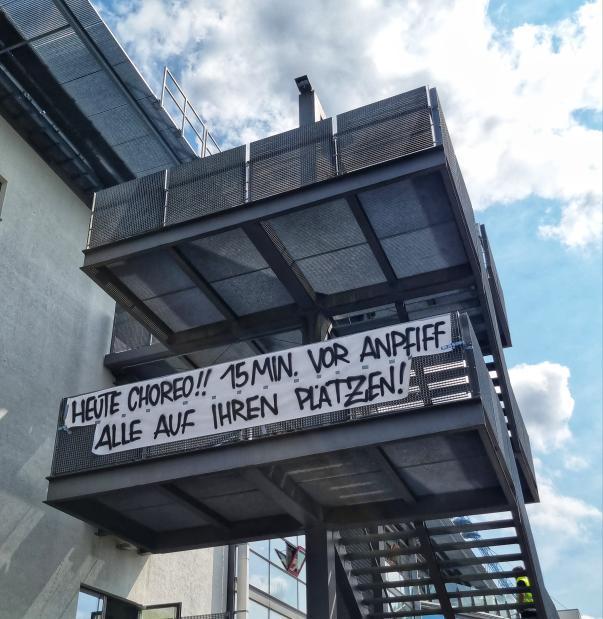 HEUTE CHOREO!! 15 MIN. VOR ANPFIFF
ALLE AUF IHREN PLÄTZEN!